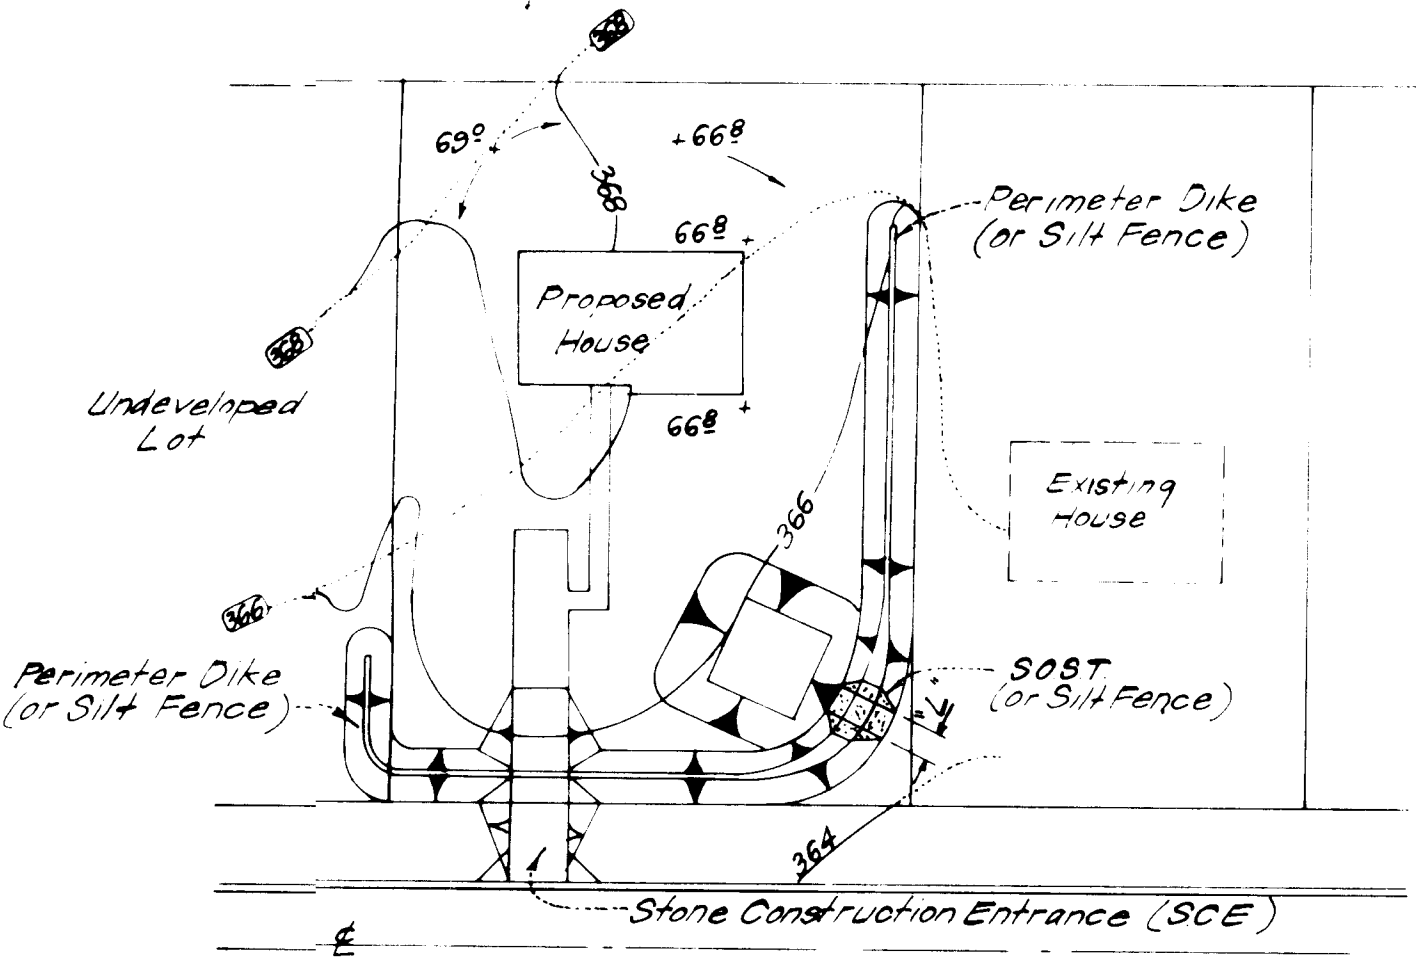 368
69º
+668
368
Perimeter Dike
(or Silt Fence)
668
Proposed
House
368
Undeveloped
Lot
668
Existing
House
366
366
Perimeter Dike
(or Silt Fence)
SOST
(or Silt Fence)
"L"
364
Stone Construction Entrance (SCE)
℄